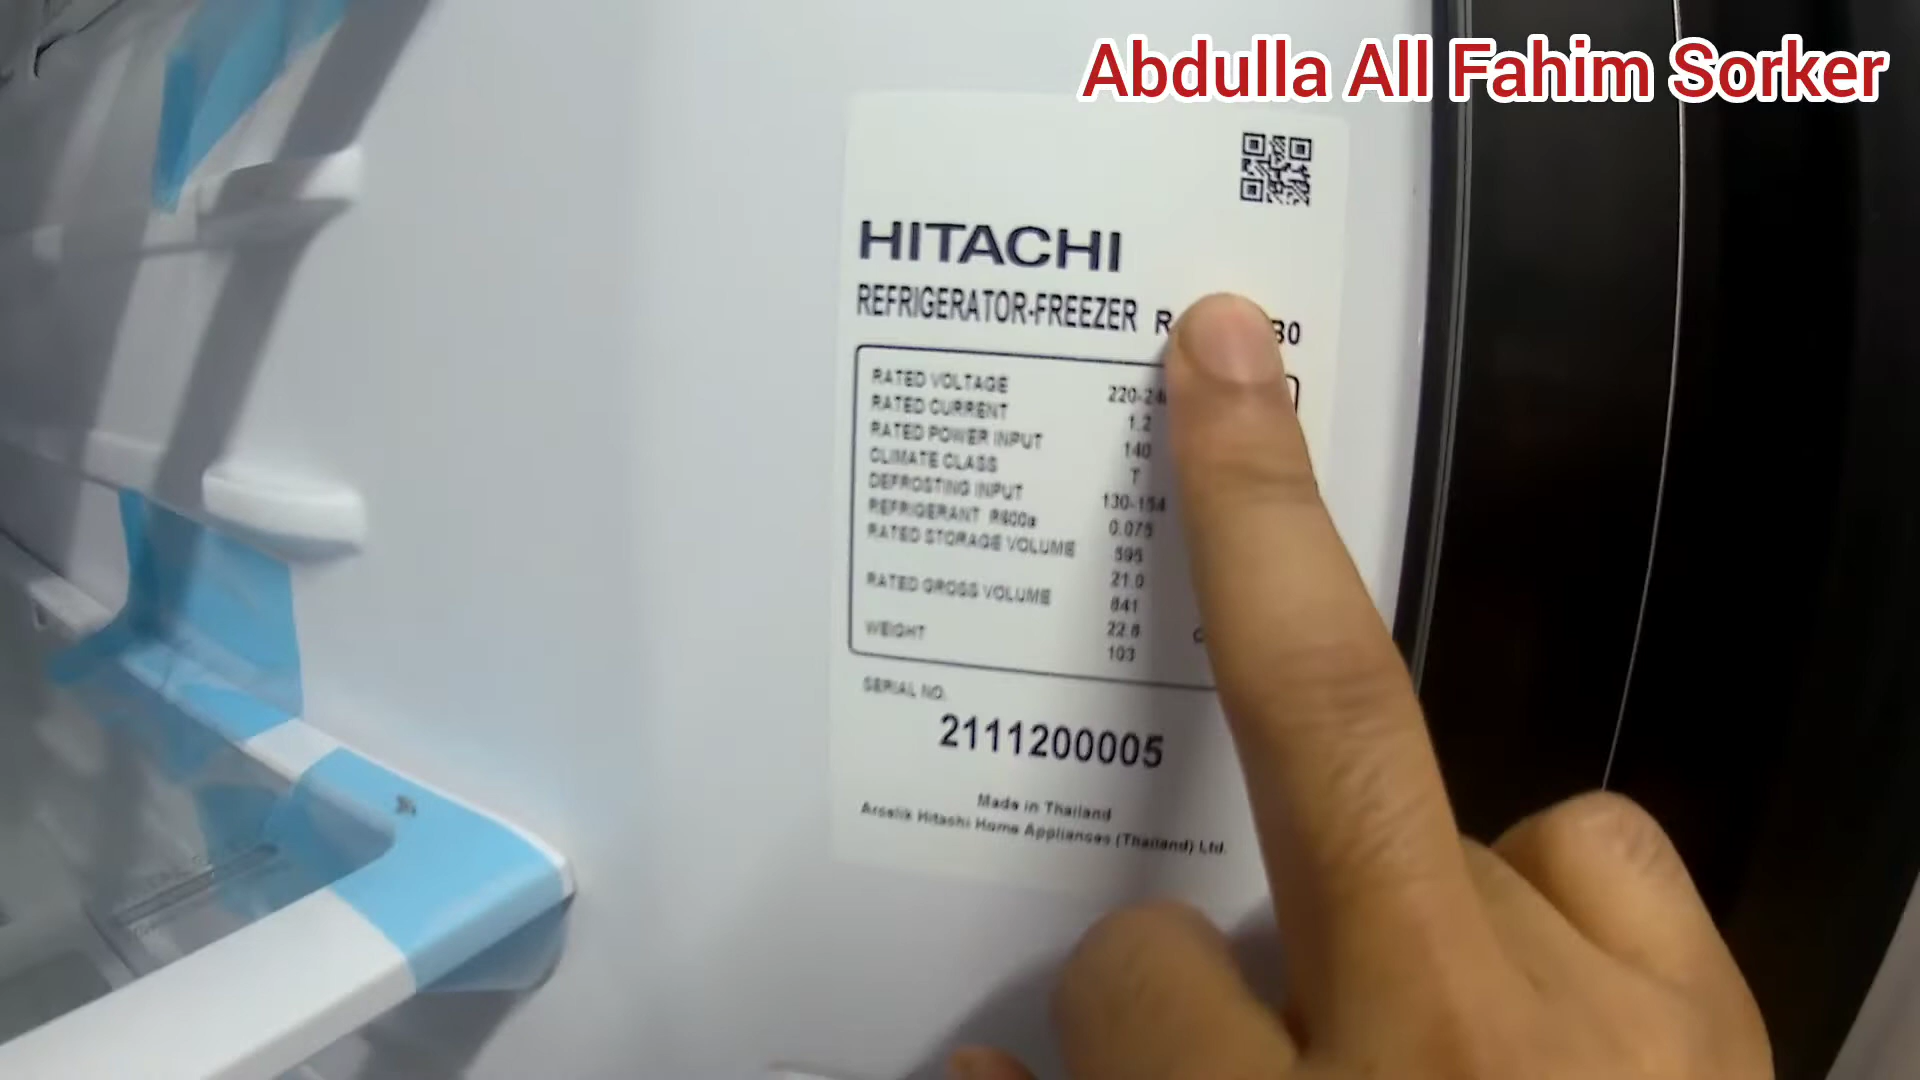 Abdulla All Fahim Sorker
HITACHI
REFRIGERATOR-FREEZER R
RATED VOLTAGE 220-24
RATED CURRENT 1.2
RATED POWER INPUT 140
CLIMATE CLASS T
DEFROSTING INPUT 130-154
REFRIGERANT R600a 0.075
RATED STORAGE VOLUME 595
21.0
RATED GROSS VOLUME 641
22.6
WEIGHT 103
SERIAL NO.
2111200005
Made in Thailand
Arcelik Hitachi Home Appliances (Thailand) Ltd.